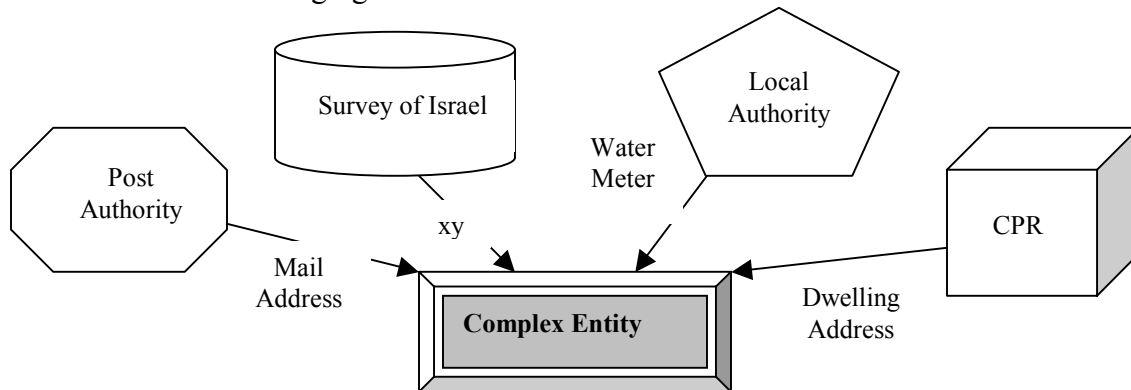 Survey of Israel
Local
Authority
Water
Meter
Post
Authority
CPR
xy
Mail
Address
Dwelling
Address
Complex Entity